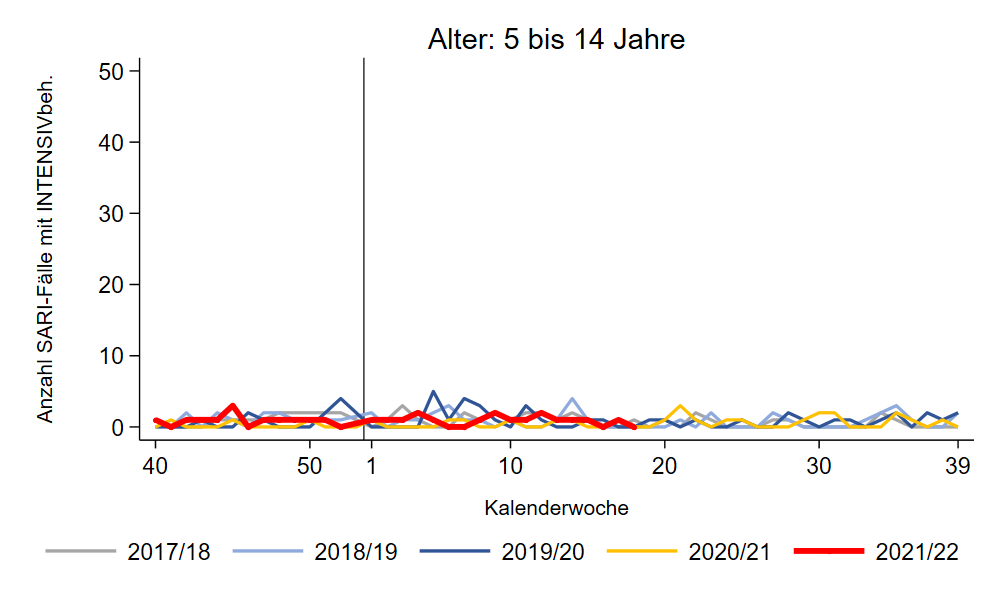 Alter: 5 bis 14 Jahre
Anzahl SARI-Fälle mit INTENSIVbeh.
50
40
30
20
10
0
40 50 1 10 20 30 39
Kalenderwoche
2017/18 2018/19 2019/20 2020/21 2021/22